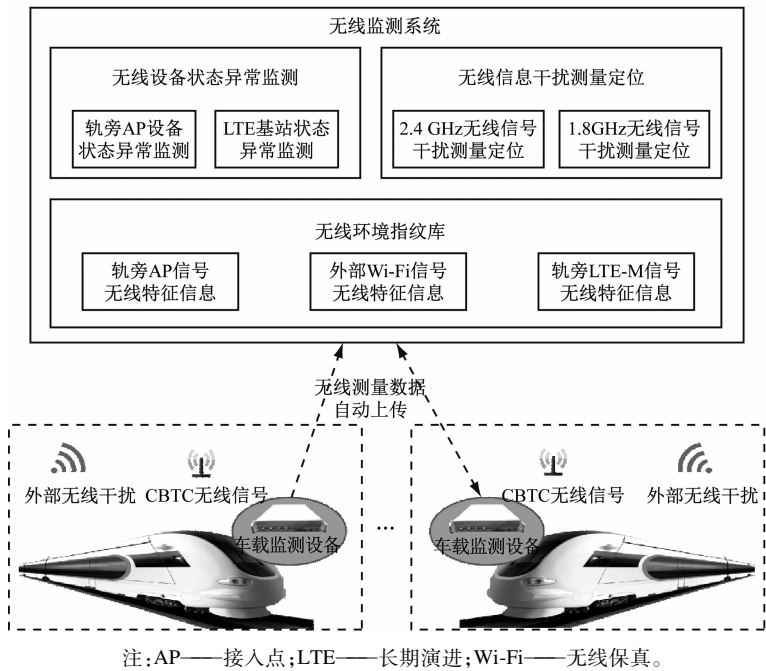 无线监测系统
无线设备状态异常监测
轨旁AP设备
状态异常监测
LTE基站状态
异常监测
无线信息干扰测量定位
2.4 GHz无线信号
干扰测量定位
1.8GHz无线信号
干扰测量定位
无线环境指纹库
轨旁AP信号
无线特征信息
外部Wi-Fi信号
无线特征信息
轨旁LTE-M信号
无线特征信息
无线测量数据
自动上传
外部无线干扰
CBTC无线信号
车载监测设备
...
CBTC无线信号
外部无线干扰
车载监测设备
注:AP——接入点;LTE——长期演进;Wi-Fi——无线保真。